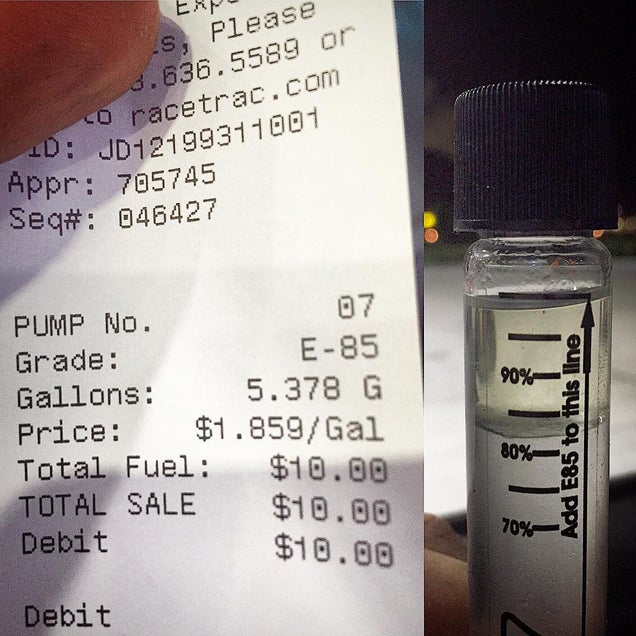 Please
636.5589 or
to racetrac.com
JD12199311001
Appr: 705745
Seq#: 046427
PUMP No. 07
Grade: E-85
Gallons: 5.378 G
Price: $1.859/Gal
Total Fuel: $10.00
TOTAL SALE $10.00
Debit $10.00
Debit
90%
80%
70%
Add E85 to this line